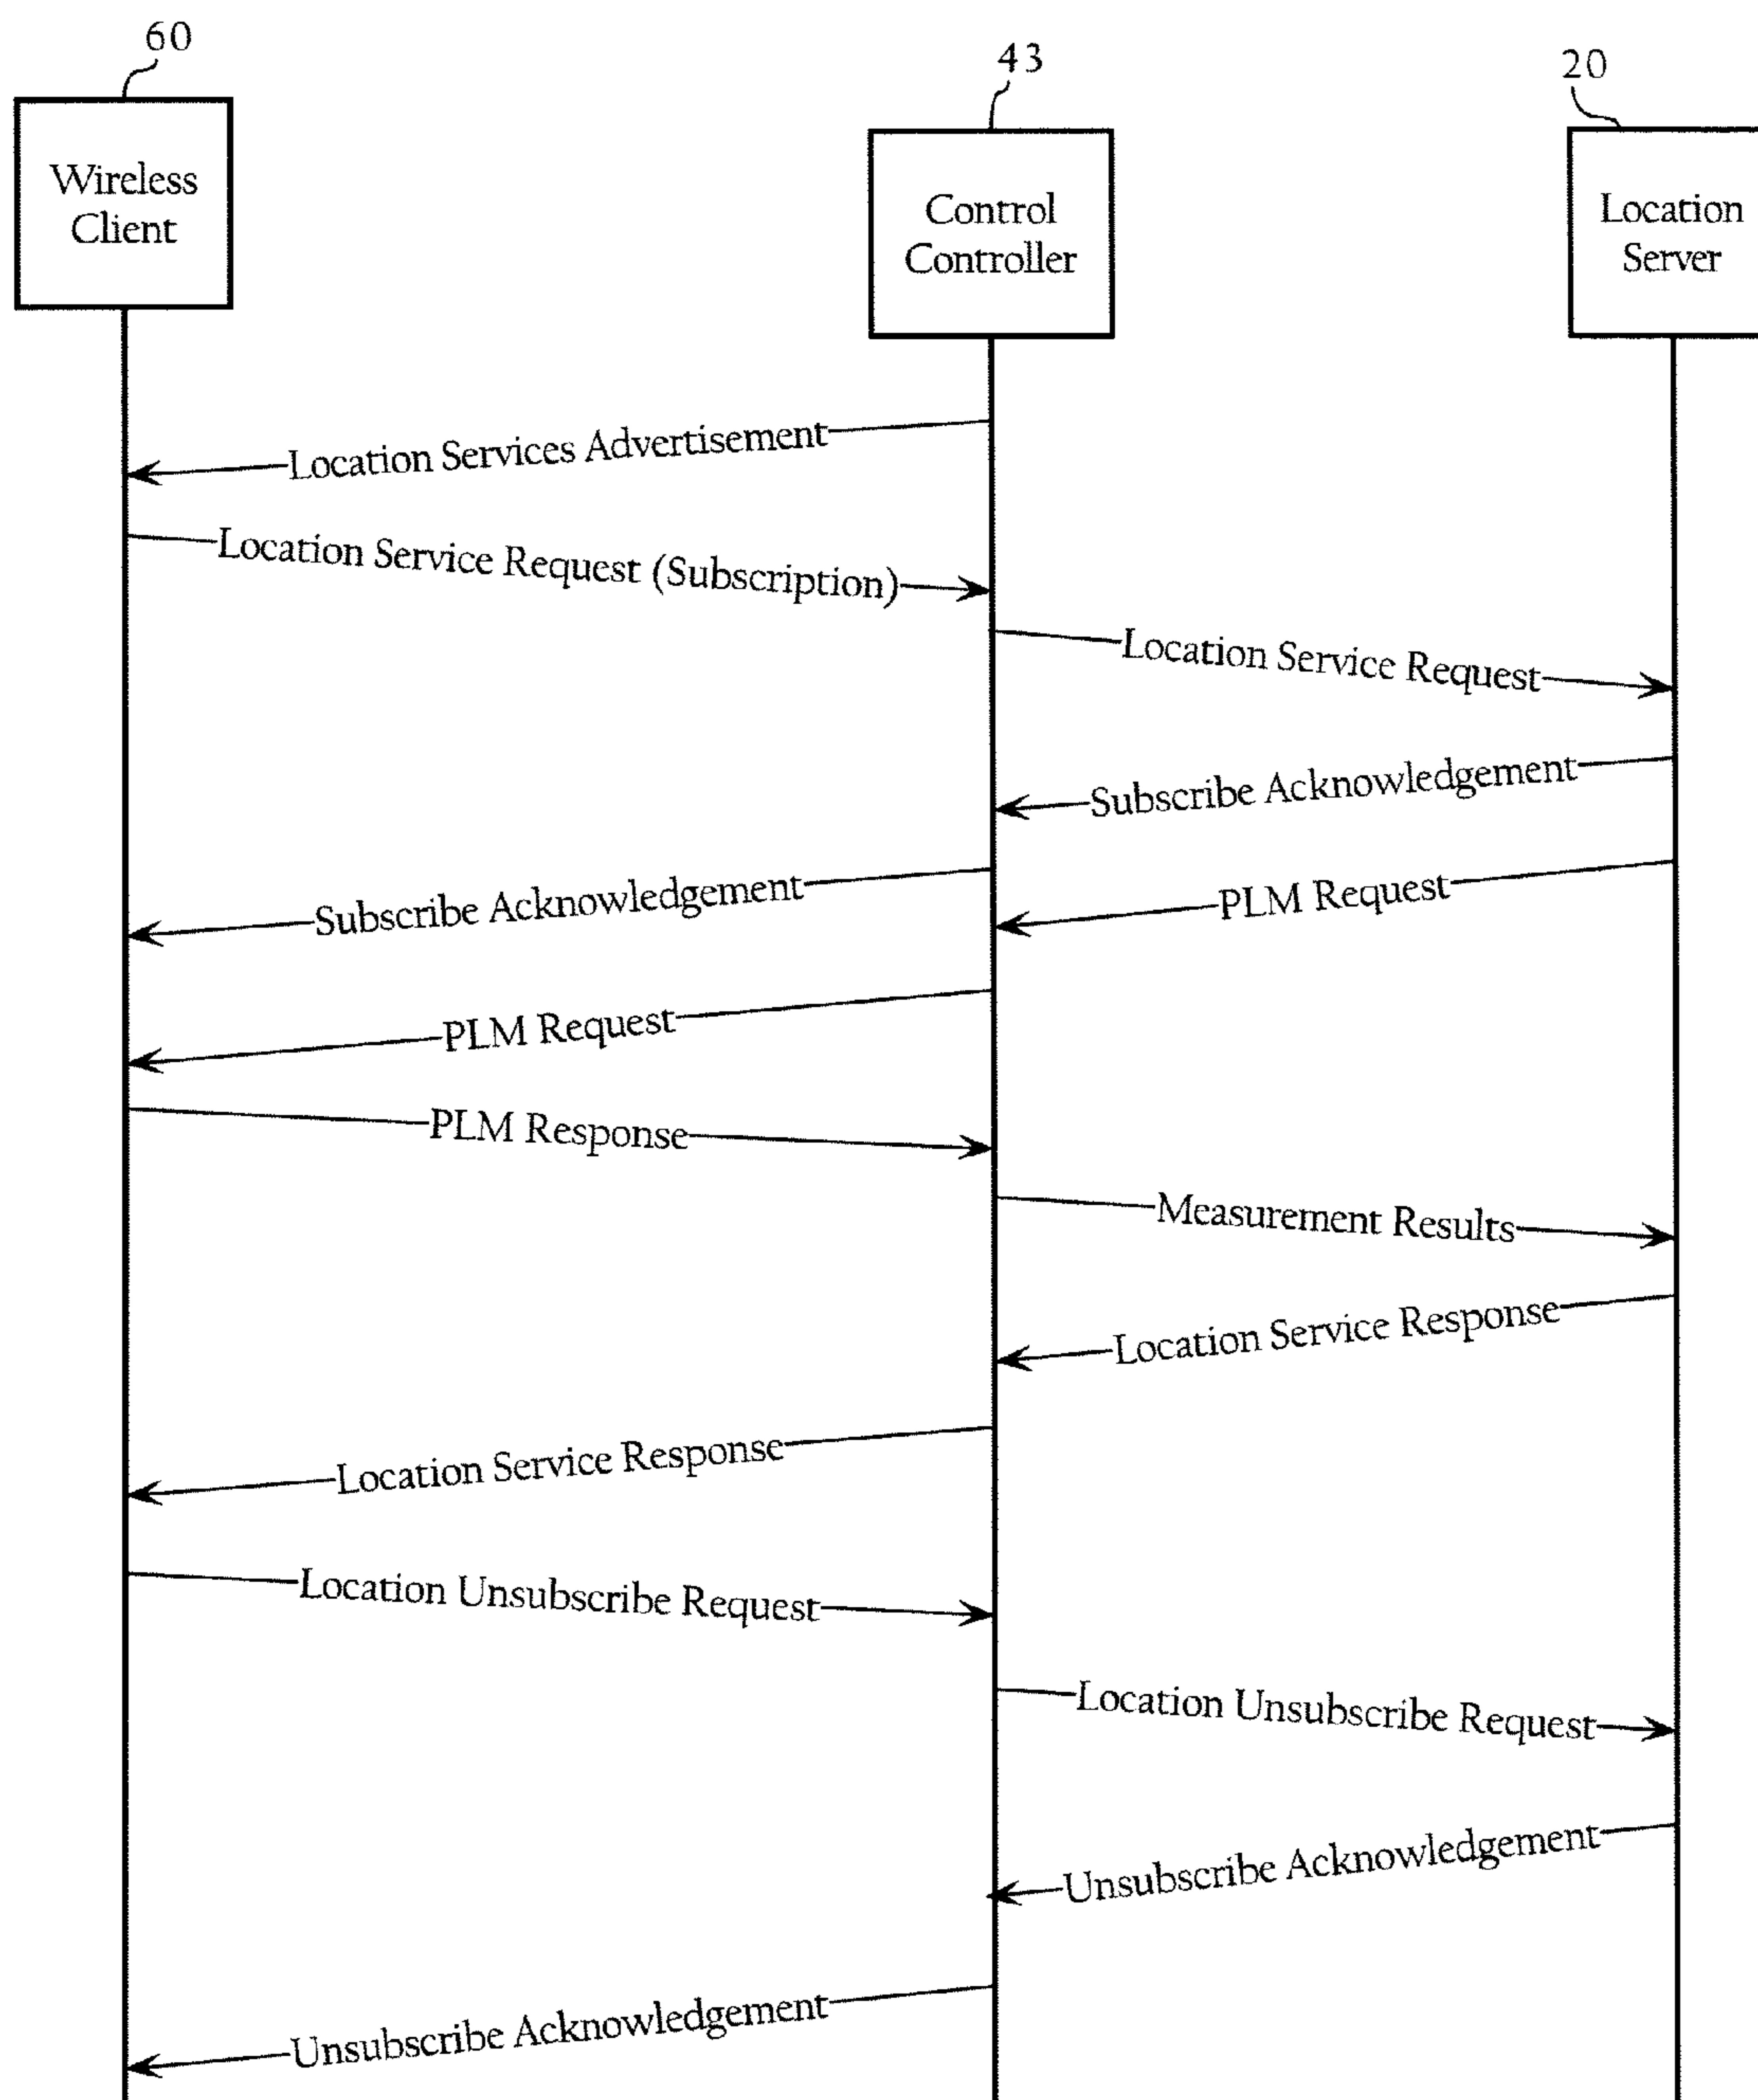 60
43
20
Wireless
Client
Control
Controller
Location
Server
Location Services Advertisement
Location Service Request (Subscription)
Location Service Request
Subscribe Acknowledgement
Subscribe Acknowledgement
PLM Request
PLM Request
PLM Response
Measurement Results
Location Service Response
Location Service Response
Location Unsubscribe Request
Location Unsubscribe Request
Unsubscribe Acknowledgement
Unsubscribe Acknowledgement